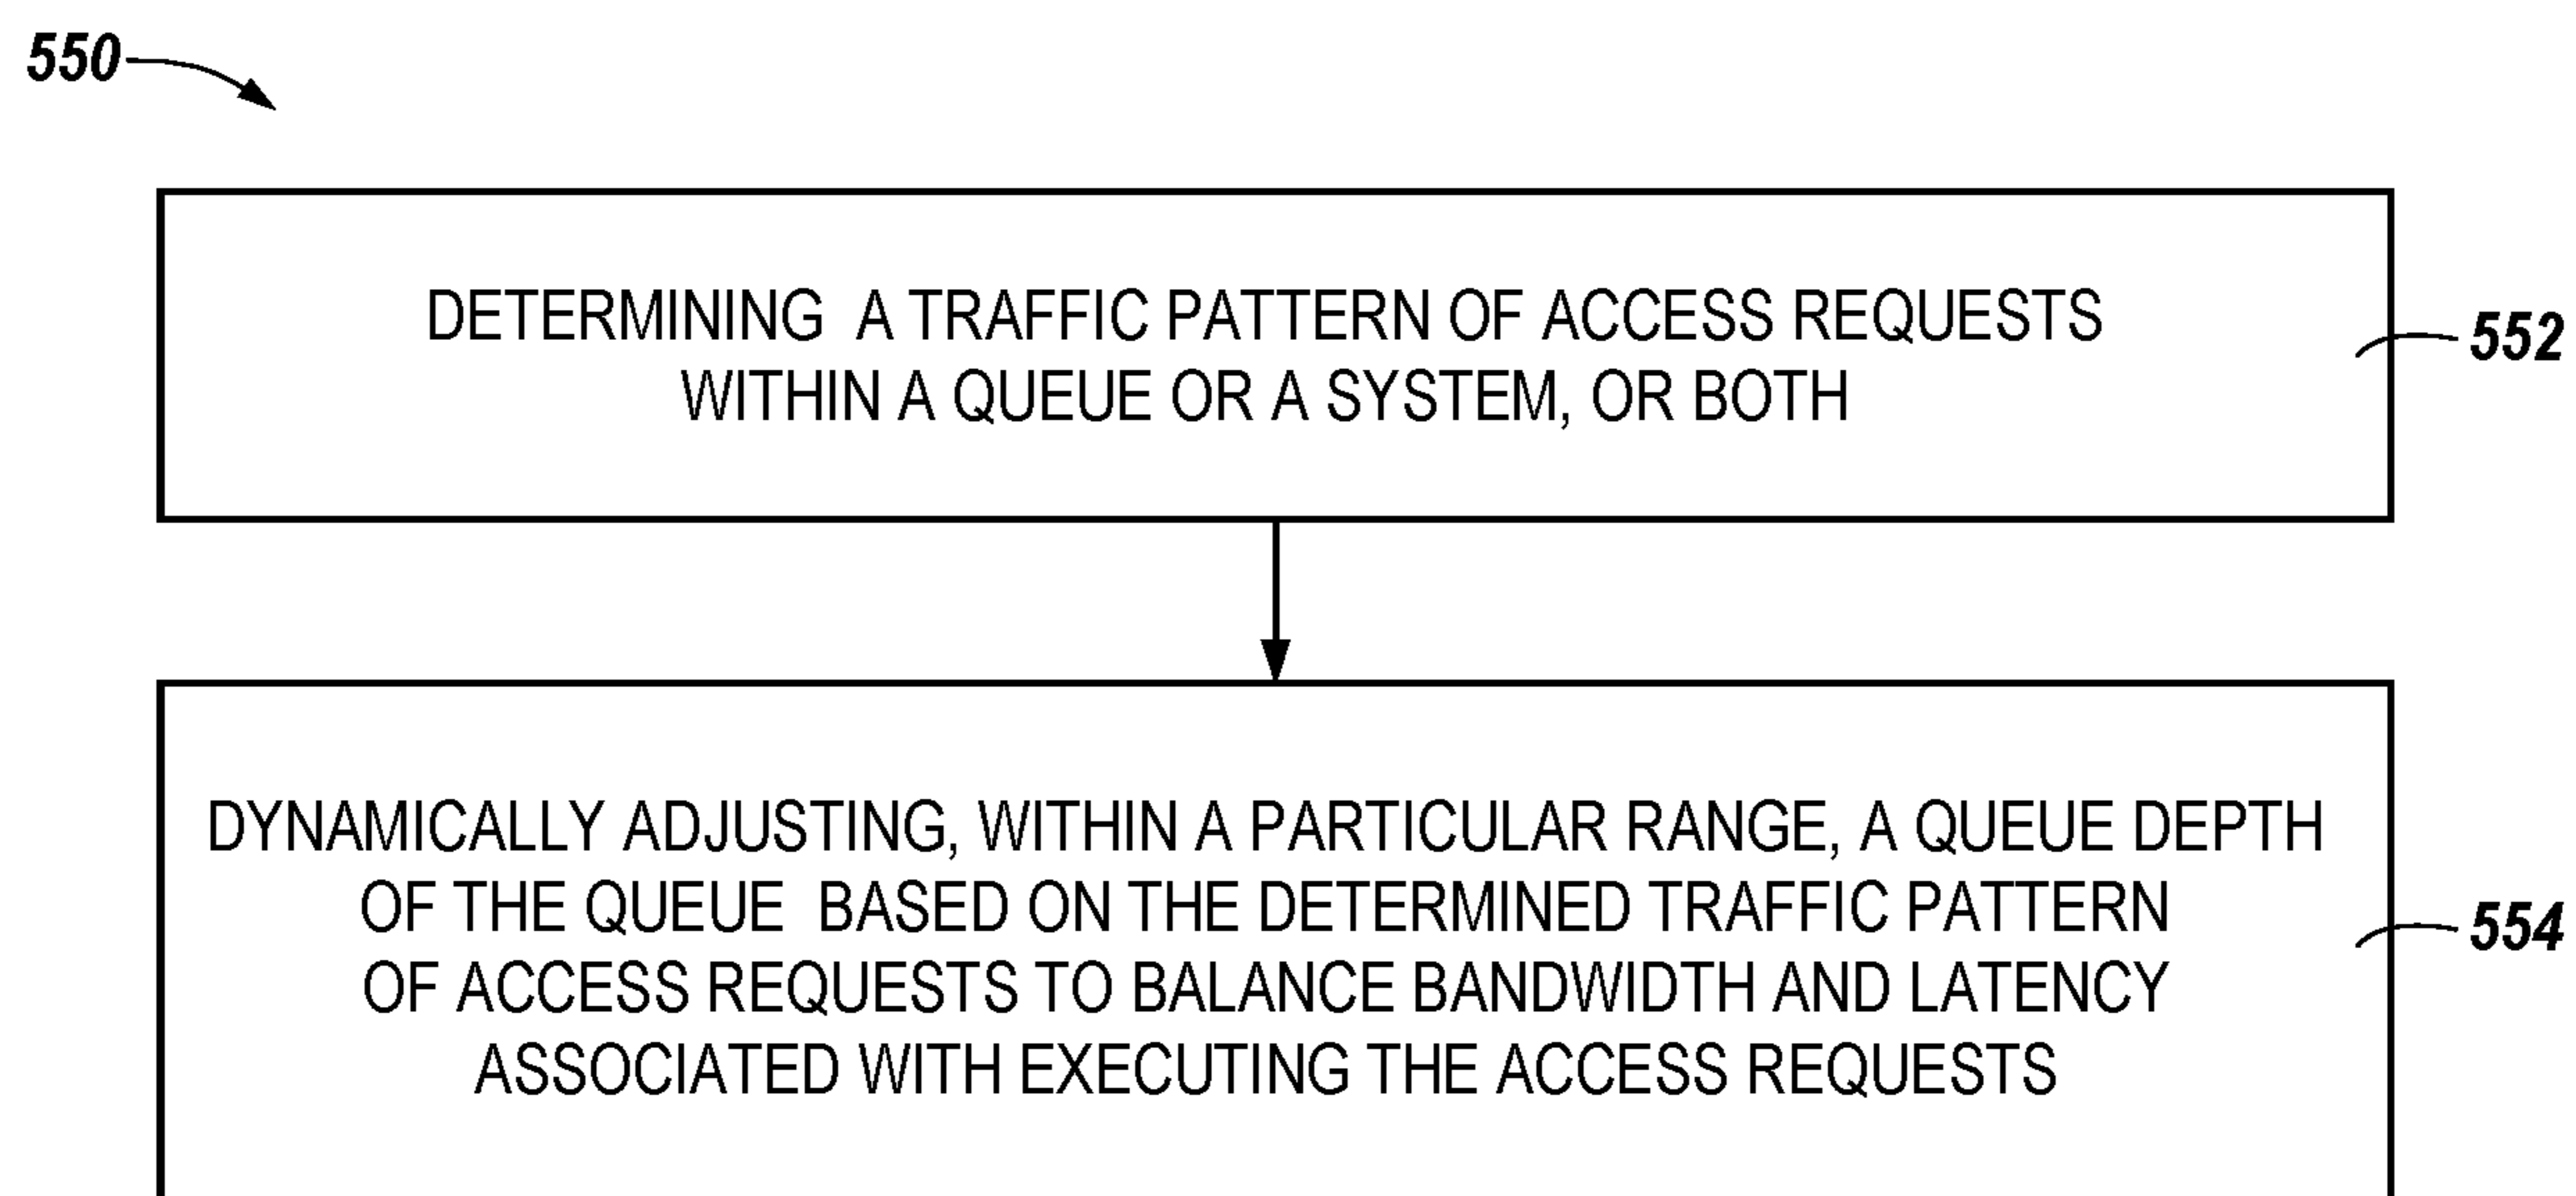 550
DETERMINING A TRAFFIC PATTERN OF ACCESS REQUESTS
WITHIN A QUEUE OR A SYSTEM, OR BOTH
552
DYNAMICALLY ADJUSTING, WITHIN A PARTICULAR RANGE, A QUEUE DEPTH
OF THE QUEUE BASED ON THE DETERMINED TRAFFIC PATTERN
OF ACCESS REQUESTS TO BALANCE BANDWIDTH AND LATENCY
ASSOCIATED WITH EXECUTING THE ACCESS REQUESTS
554